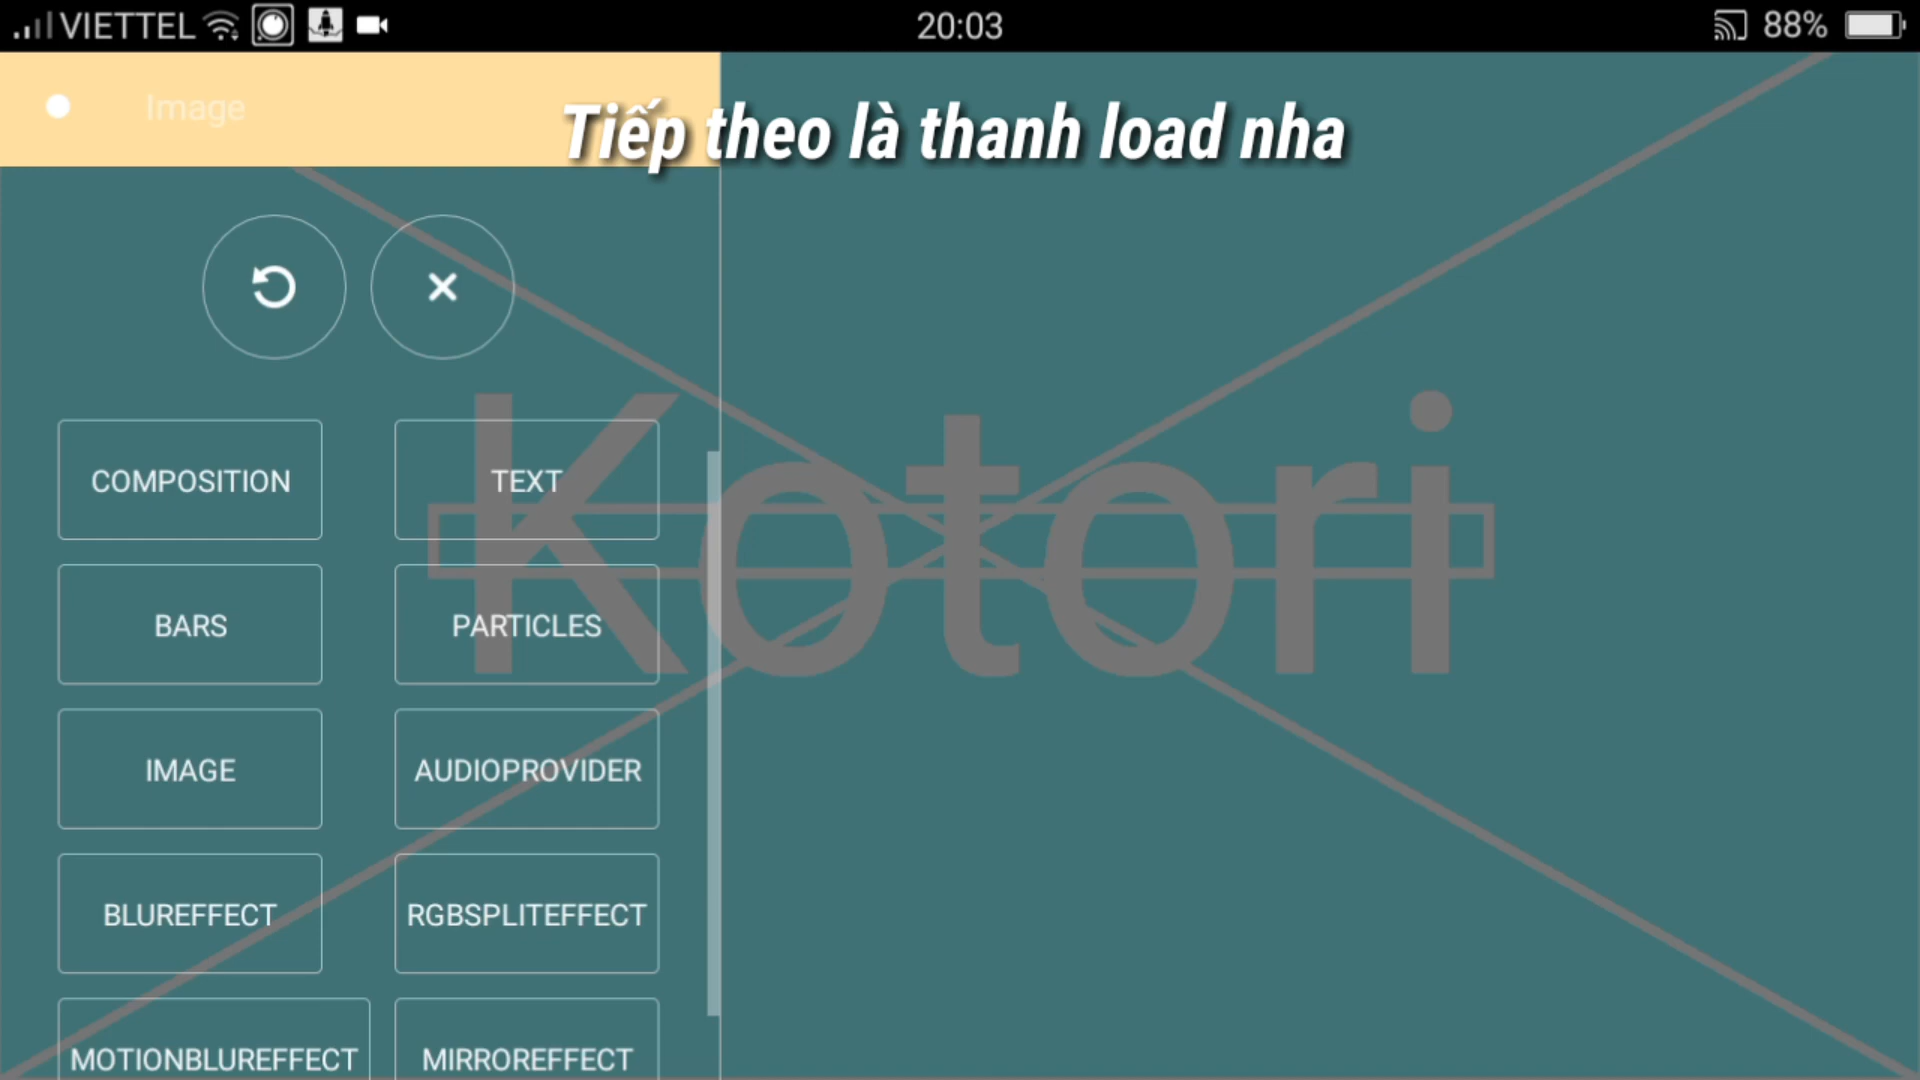 VIETTEL 20:03 88%
Image
Tiếp theo là thanh load nha
COMPOSITION TEXT
Kotori
BARS PARTICLES
IMAGE AUDIOPROVIDER
BLUREFFECT RGBSPLITEFFECT
MOTIONBLUREFFECT MIRROREFFECT